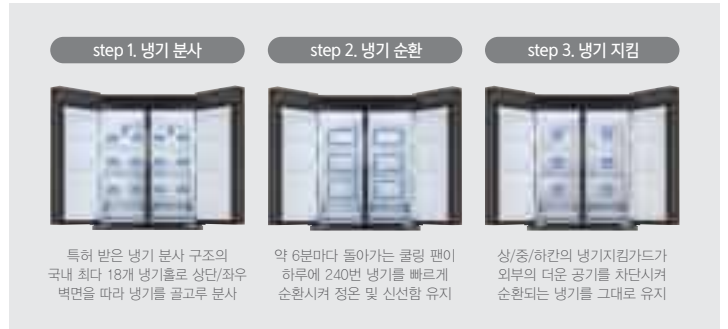 step 1. 냉기 분사
특허 받은 냉기 분사 구조의
국내 최다 18개 냉기홀로 상단/좌우
벽면을 따라 냉기를 골고루 분사
step 2. 냉기 순환
약 6분마다 돌아가는 쿨링 팬이
하루에 240번 냉기를 빠르게
순환시켜 정온 및 신선함 유지
step 3. 냉기 지킴
상/중/하칸의 냉기지킴가드가
외부의 더운 공기를 차단시켜
순환되는 냉기를 그대로 유지